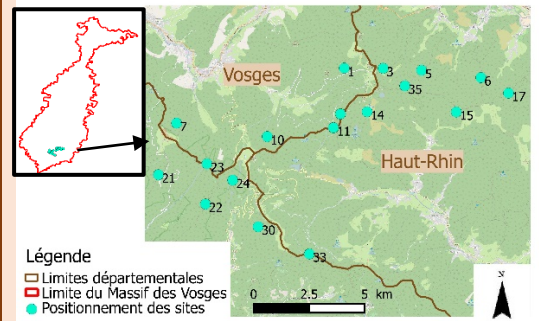 Vosges
1
3
5
35
6
17
7
10
11
14
15
Haut-Rhin
23
21
24
22
30
33
N
Légende
Limites départementales
Limite du Massif des Vosges
Positionnement des sites
0 2.5 5 km